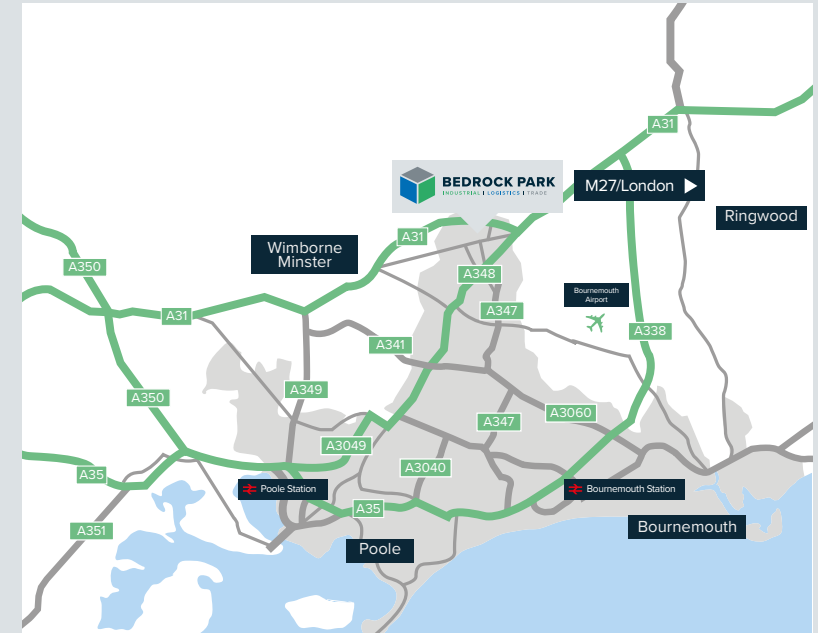 A31
BEDROCK PARK
INDUSTRIAL | LOGISTICS | TRADE
M27/London
Ringwood
A31
Wimborne
Minster
A350
A348
Bournemouth
Airport
A347
A31
A338
A341
A349
A350
A3060
A347
A3049
A3040
A35
Poole Station
Bournemouth Station
A35
A351
Bournemouth
Poole